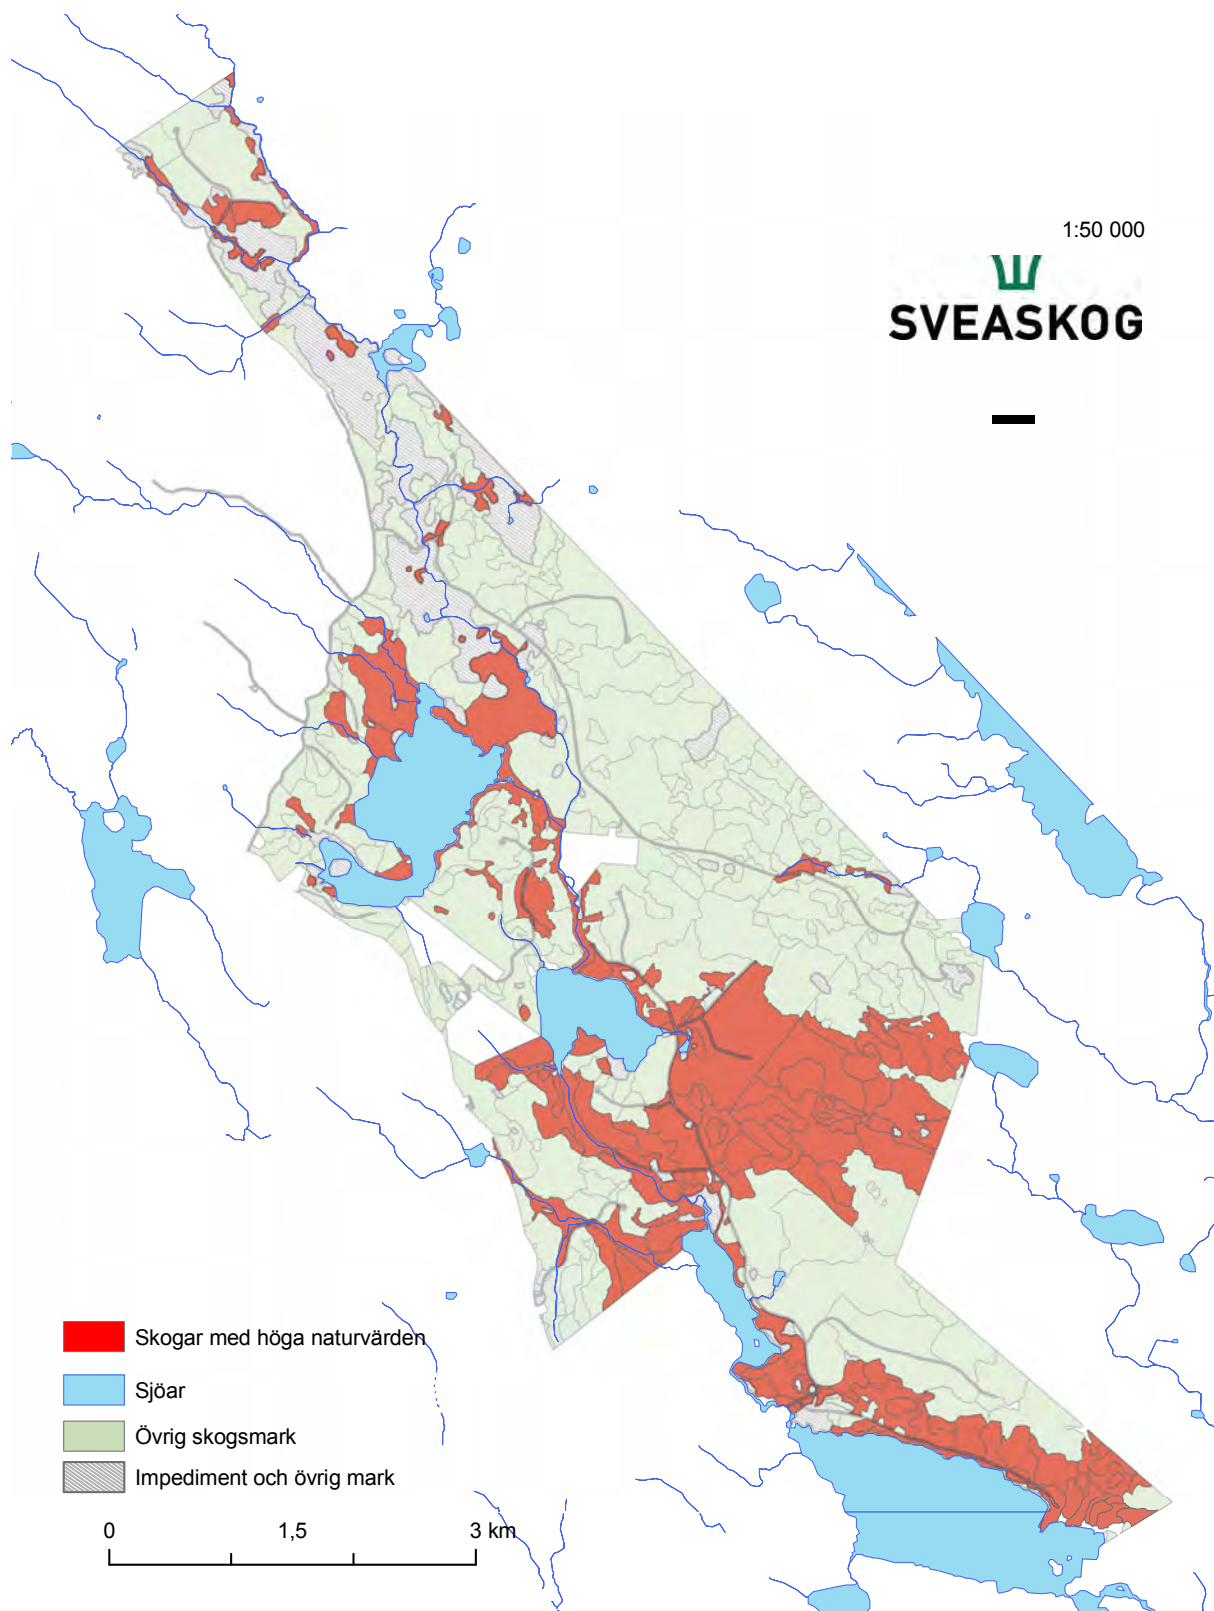 1:50 000
SVEASKOG
Skogar med höga naturvärden
Sjöar
Övrig skogsmark
Impediment och övrig mark
0 1,5 3 km